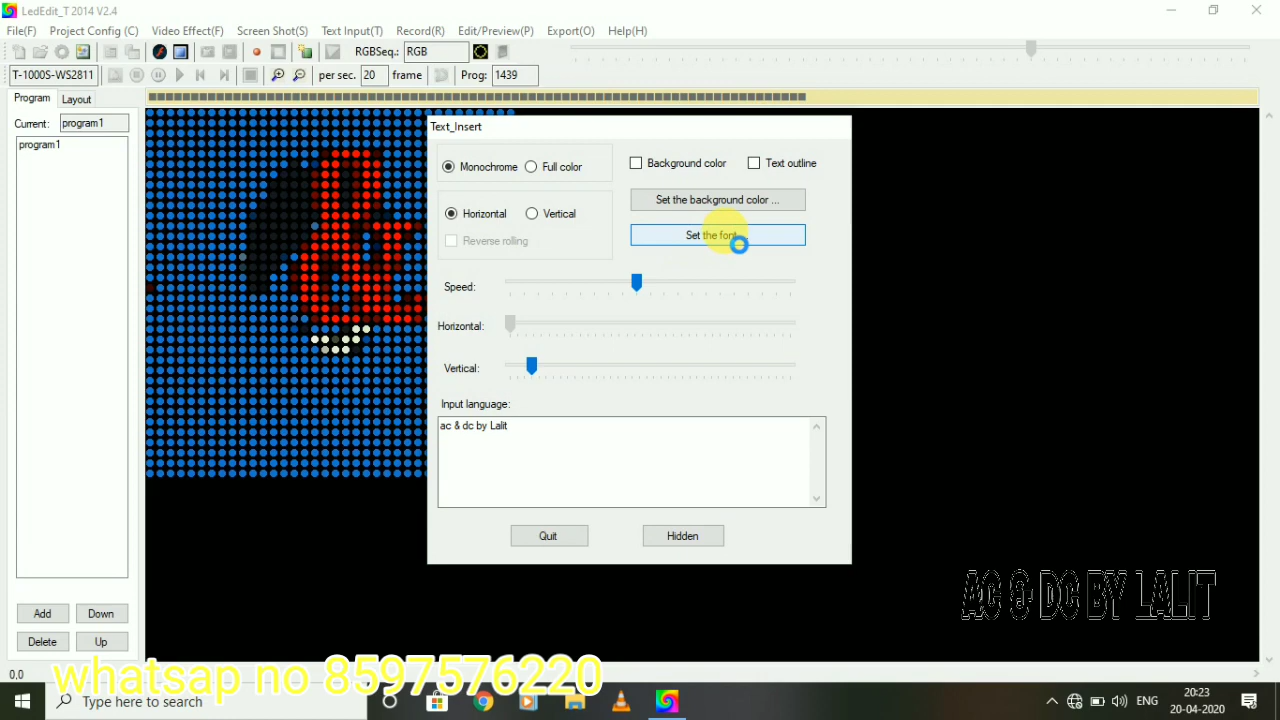 LedEdit_T 2014 V2.4
File(F) Project Config (C) Video Effect(F) Screen Shot(S) Text Input(T) Record(R) Edit/Preview(P) Export(O) Help(H)
RGBSeq.: RGB
T-1000S-WS2811 per sec. 20 frame Prog: 1439
Program Layout
Current: program1
program1
Text_Insert
Monochrome Full color Background color Text outline
Set the background color ...
Horizontal Vertical
Set the font...
Reverse rolling
Speed:
Horizontal:
Vertical:
Input language:
ac & dc by Lalit
Quit Hidden
AC & DC BY LALIT
Add Down
Delete Up
0,0
whatsap no 8597576220
Type here to search
ENG
20:23
20-04-2020